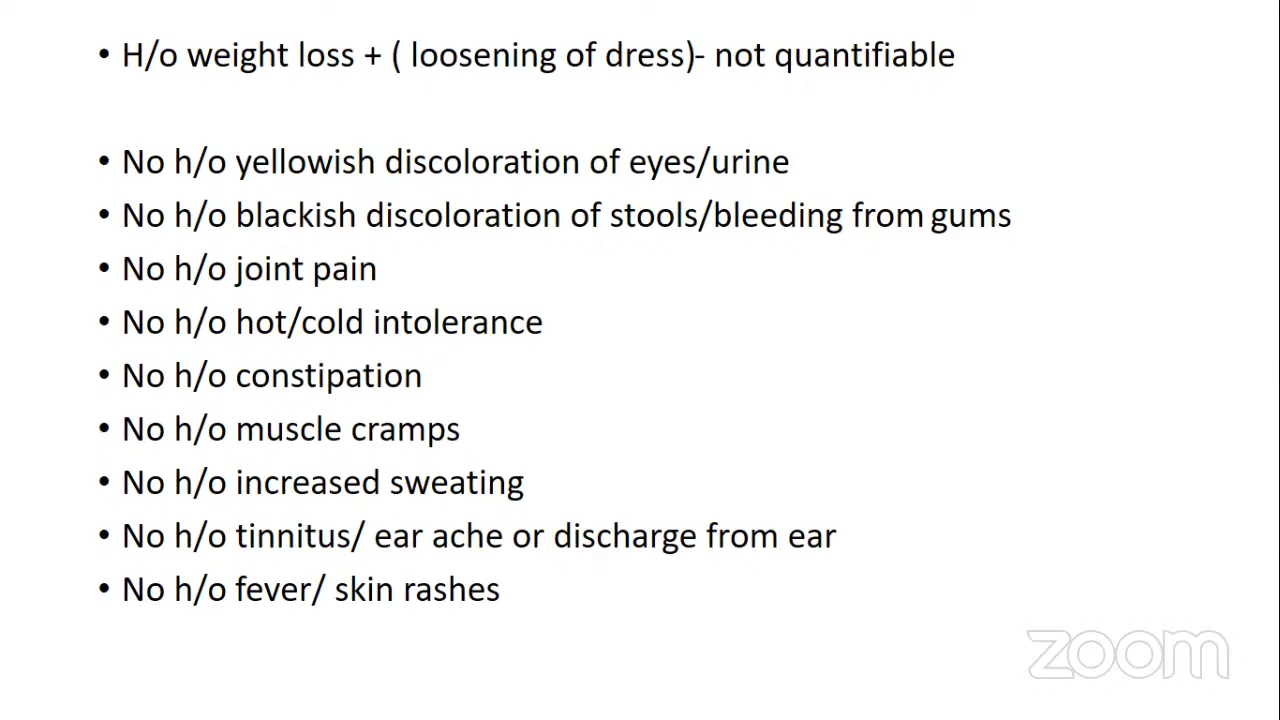 • H/o weight loss + ( loosening of dress)- not quantifiable
• No h/o yellowish discoloration of eyes/urine
• No h/o blackish discoloration of stools/bleeding from gums
• No h/o joint pain
• No h/o hot/cold intolerance
• No h/o constipation
• No h/o muscle cramps
• No h/o increased sweating
• No h/o tinnitus/ ear ache or discharge from ear
• No h/o fever/ skin rashes
zoom